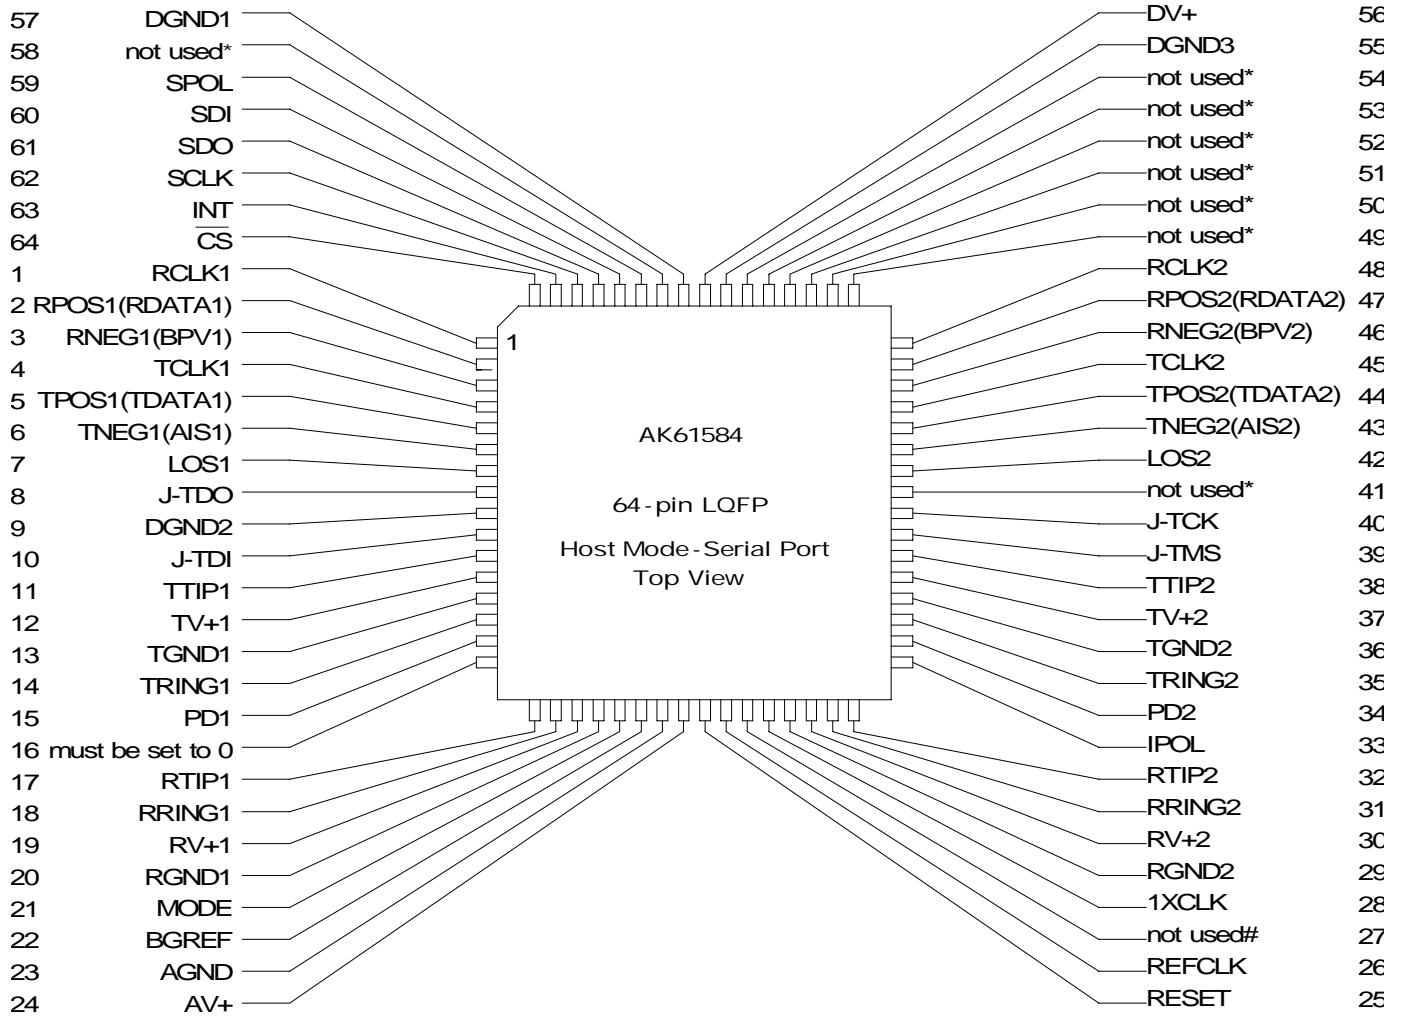 57 DGND1
58 not used*
59 SPOL
60 SDI
61 SDO
62 SCLK
63 INT
64 CS
1 RCLK1
2 RPOS1(RDATA1)
3 RNEG1(BPV1)
4 TCLK1
5 TPOS1(TDATA1)
6 TNEG1(AIS1)
7 LOS1
8 J-TDO
9 DGND2
10 J-TDI
11 TTIP1
12 TV+1
13 TGND1
14 TRING1
15 PD1
16 must be set to 0
17 RTIP1
18 RRING1
19 RV+1
20 RGND1
21 MODE
22 BGREF
23 AGND
24 AV+
1
AK61584
64-pin LQFP
Host Mode-Serial Port
Top View
DV+ 56
DGND3 55
not used* 54
not used* 53
not used* 52
not used* 51
not used* 50
not used* 49
RCLK2 48
RPOS2(RDATA2) 47
RNEG2(BPV2) 46
TCLK2 45
TPOS2(TDATA2) 44
TNEG2(AIS2) 43
LOS2 42
not used* 41
J-TCK 40
J-TMS 39
TTIP2 38
TV+2 37
TGND2 36
TRING2 35
PD2 34
IPOL 33
RTIP2 32
RRING2 31
RV+2 30
RGND2 29
1XCLK 28
not used# 27
REFCLK 26
RESET 25